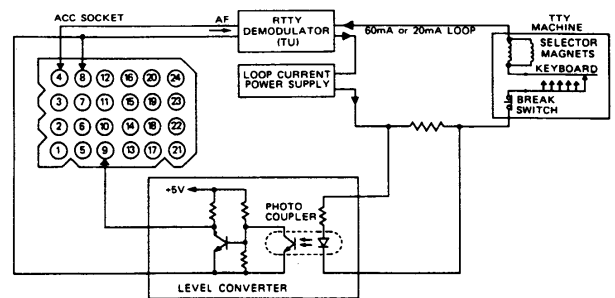 ACC SOCKET
AF
RTTY
DEMODULATOR
(TU)
60mA or 20mA LOOP
TTY
MACHINE
SELECTOR
MAGNETS
KEYBOARD
BREAK
SWITCH
LOOP CURRENT
POWER SUPPLY
4 8 12 16 20 24
3 7 11 15 19 23
2 6 10 14 18 22
1 5 9 13 17 21
+5V
PHOTO
COUPLER
LEVEL CONVERTER